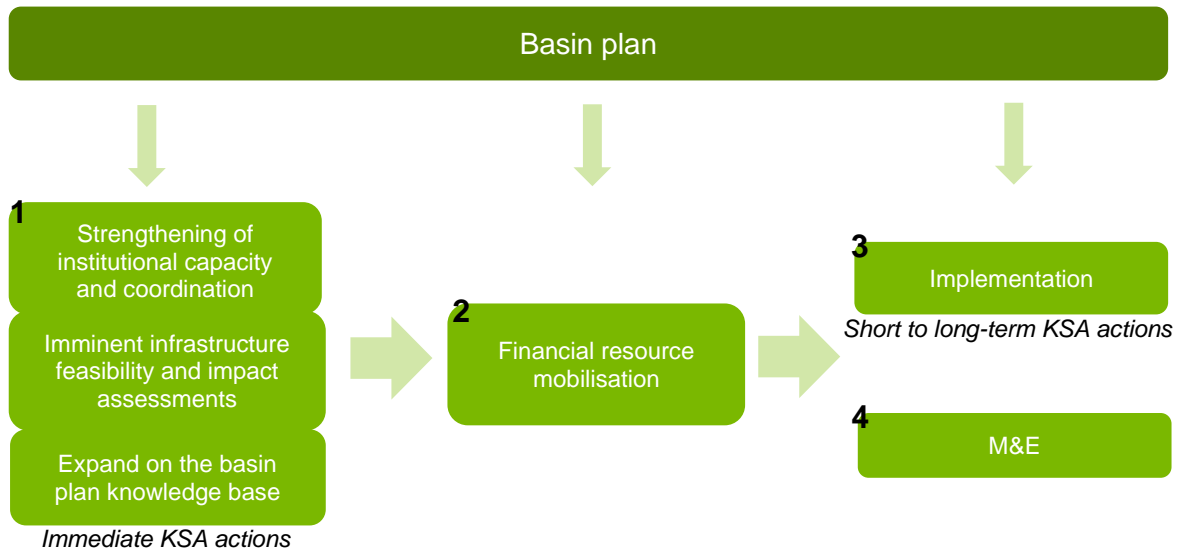 Basin plan
1
Strengthening of
institutional capacity
and coordination
Imminent infrastructure
feasibility and impact
assessments
Expand on the basin
plan knowledge base
Immediate KSA actions
2
Financial resource
mobilisation
3
Implementation
Short to long-term KSA actions
4
M&E